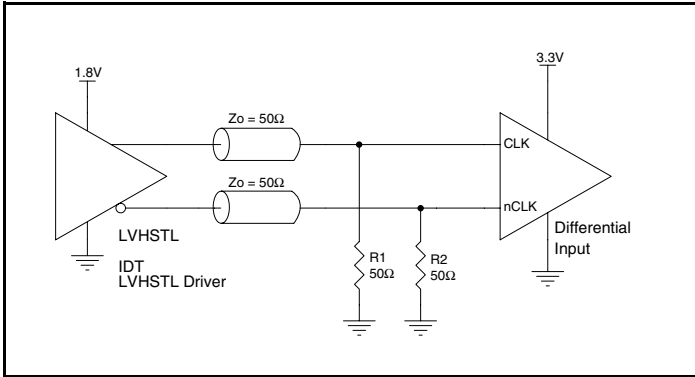 1.8V
3.3V
Zo = 50Ω
CLK
Zo = 50Ω
nCLK
LVHSTL
Differential
Input
IDT
LVHSTL Driver
R1
50Ω
R2
50Ω